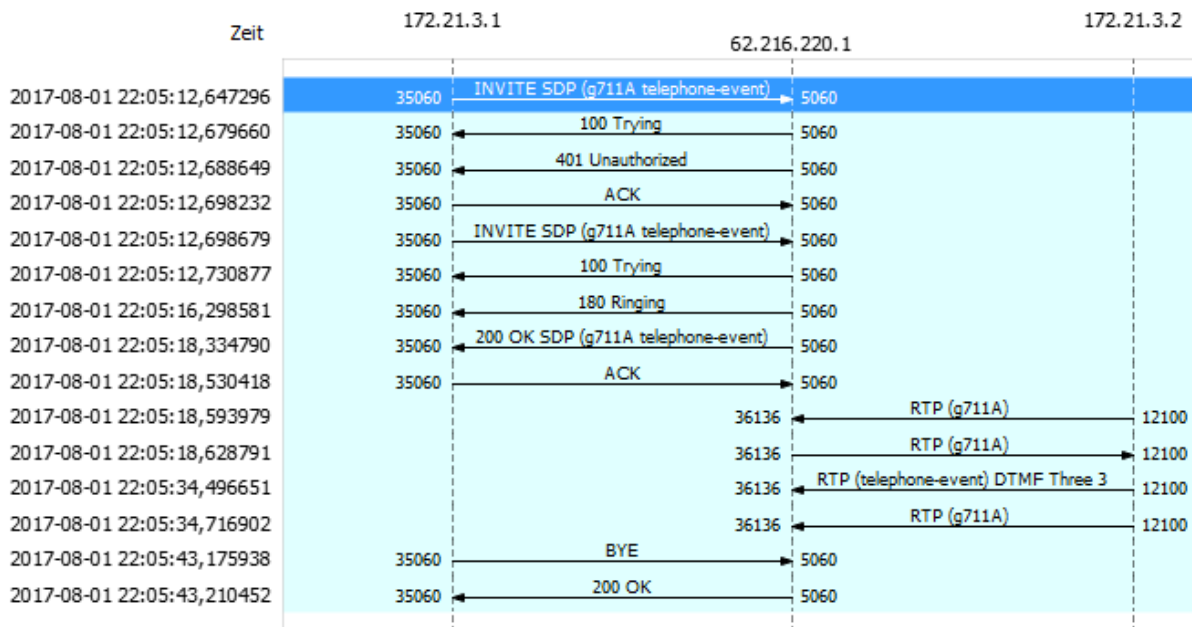 Zeit 172.21.3.1 62.216.220.1 172.21.3.2
2017-08-01 22:05:12,647296 35060 INVITE SDP (g711A telephone-event) 5060
2017-08-01 22:05:12,679660 35060 100 Trying 5060
2017-08-01 22:05:12,688649 35060 401 Unauthorized 5060
2017-08-01 22:05:12,698232 35060 ACK 5060
2017-08-01 22:05:12,698679 35060 INVITE SDP (g711A telephone-event) 5060
2017-08-01 22:05:12,730877 35060 100 Trying 5060
2017-08-01 22:05:16,298581 35060 180 Ringing 5060
2017-08-01 22:05:18,334790 35060 200 OK SDP (g711A telephone-event) 5060
2017-08-01 22:05:18,530418 35060 ACK 5060
2017-08-01 22:05:18,593979 36136 RTP (g711A) 12100
2017-08-01 22:05:18,628791 36136 RTP (g711A) 12100
2017-08-01 22:05:34,496651 36136 RTP (telephone-event) DTMF Three 3 12100
2017-08-01 22:05:34,716902 36136 RTP (g711A) 12100
2017-08-01 22:05:43,175938 35060 BYE 5060
2017-08-01 22:05:43,210452 35060 200 OK 5060